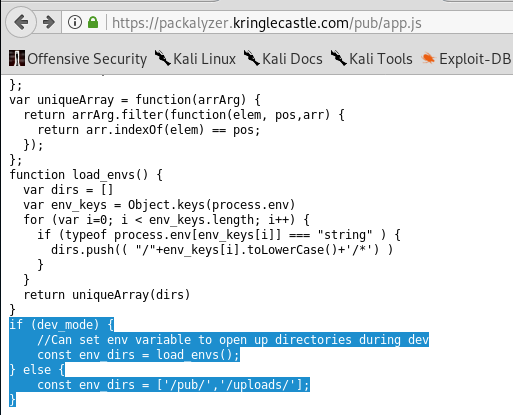 https://packalyzer.kringlecastle.com/pub/app.js
Offensive Security Kali Linux Kali Docs Kali Tools Exploit-DB
};
var uniqueArray = function(arrArg) {
  return arrArg.filter(function(elem, pos,arr) {
    return arr.indexOf(elem) == pos;
  });
};
function load_envs() {
  var dirs = []
  var env_keys = Object.keys(process.env)
  for (var i=0; i < env_keys.length; i++) {
    if (typeof process.env[env_keys[i]] === "string" ) {
      dirs.push(( "/"+env_keys[i].toLowerCase()+'/*') )
    }
  }
  return uniqueArray(dirs)
}
if (dev_mode) {
    //Can set env variable to open up directories during dev
    const env_dirs = load_envs();
} else {
    const env_dirs = ['/pub/','/uploads/'];
}